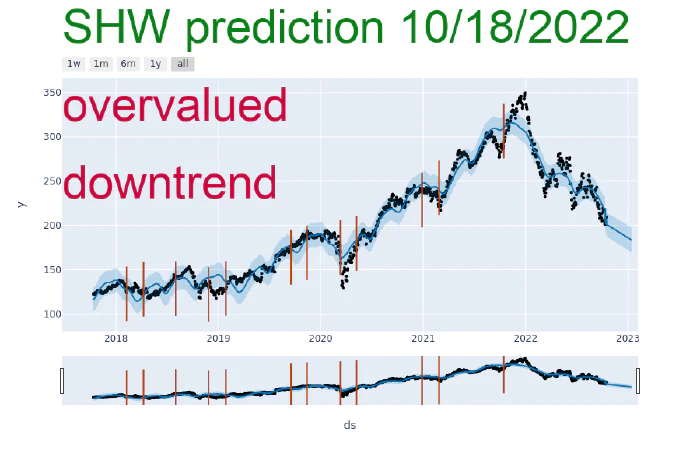 SHW prediction 10/18/2022
1w 1m 6m 1y all
350
overvalued
300
downtrend
250
y
200
150
100
2018 2019 2020 2021 2022 2023
ds